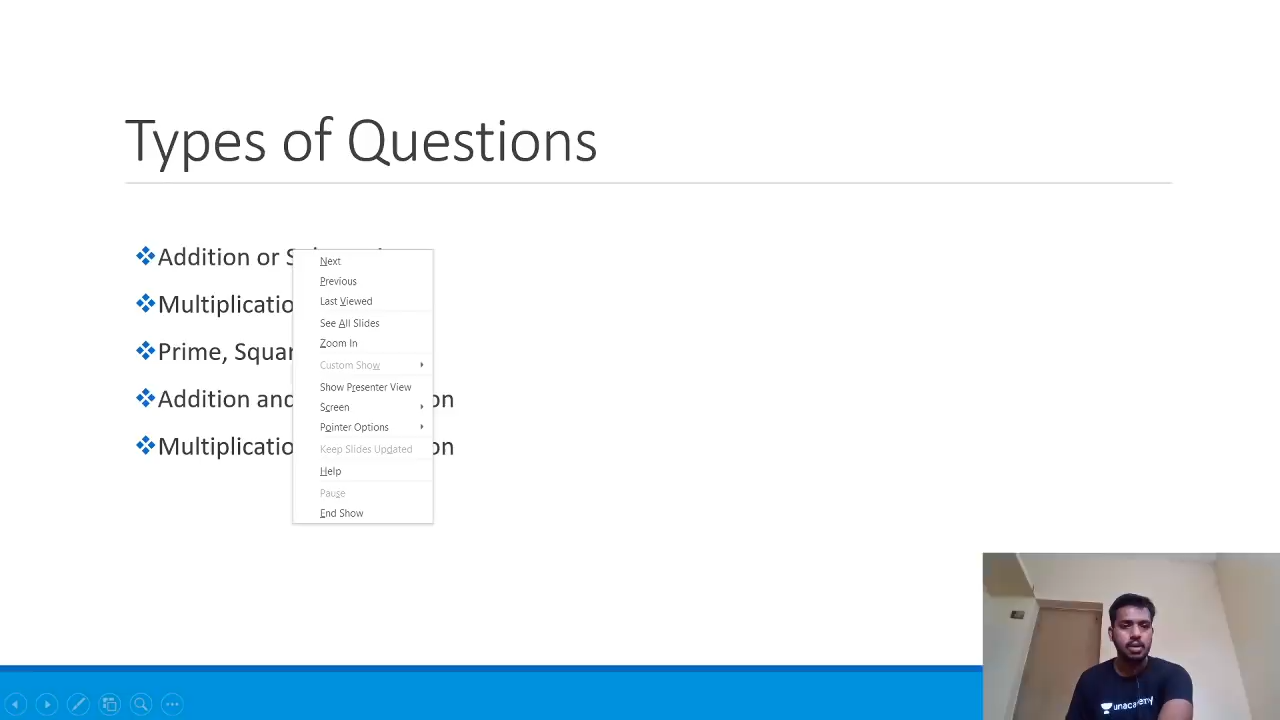 Types of Questions
Addition or
Multiplicatio
Prime, Squar
Addition and on
Multiplicatio on
Next
Previous
Last Viewed
See All Slides
Zoom In
Custom Show
Show Presenter View
Screen
Pointer Options
Keep Slides Updated
Help
Pause
End Show
unacademy